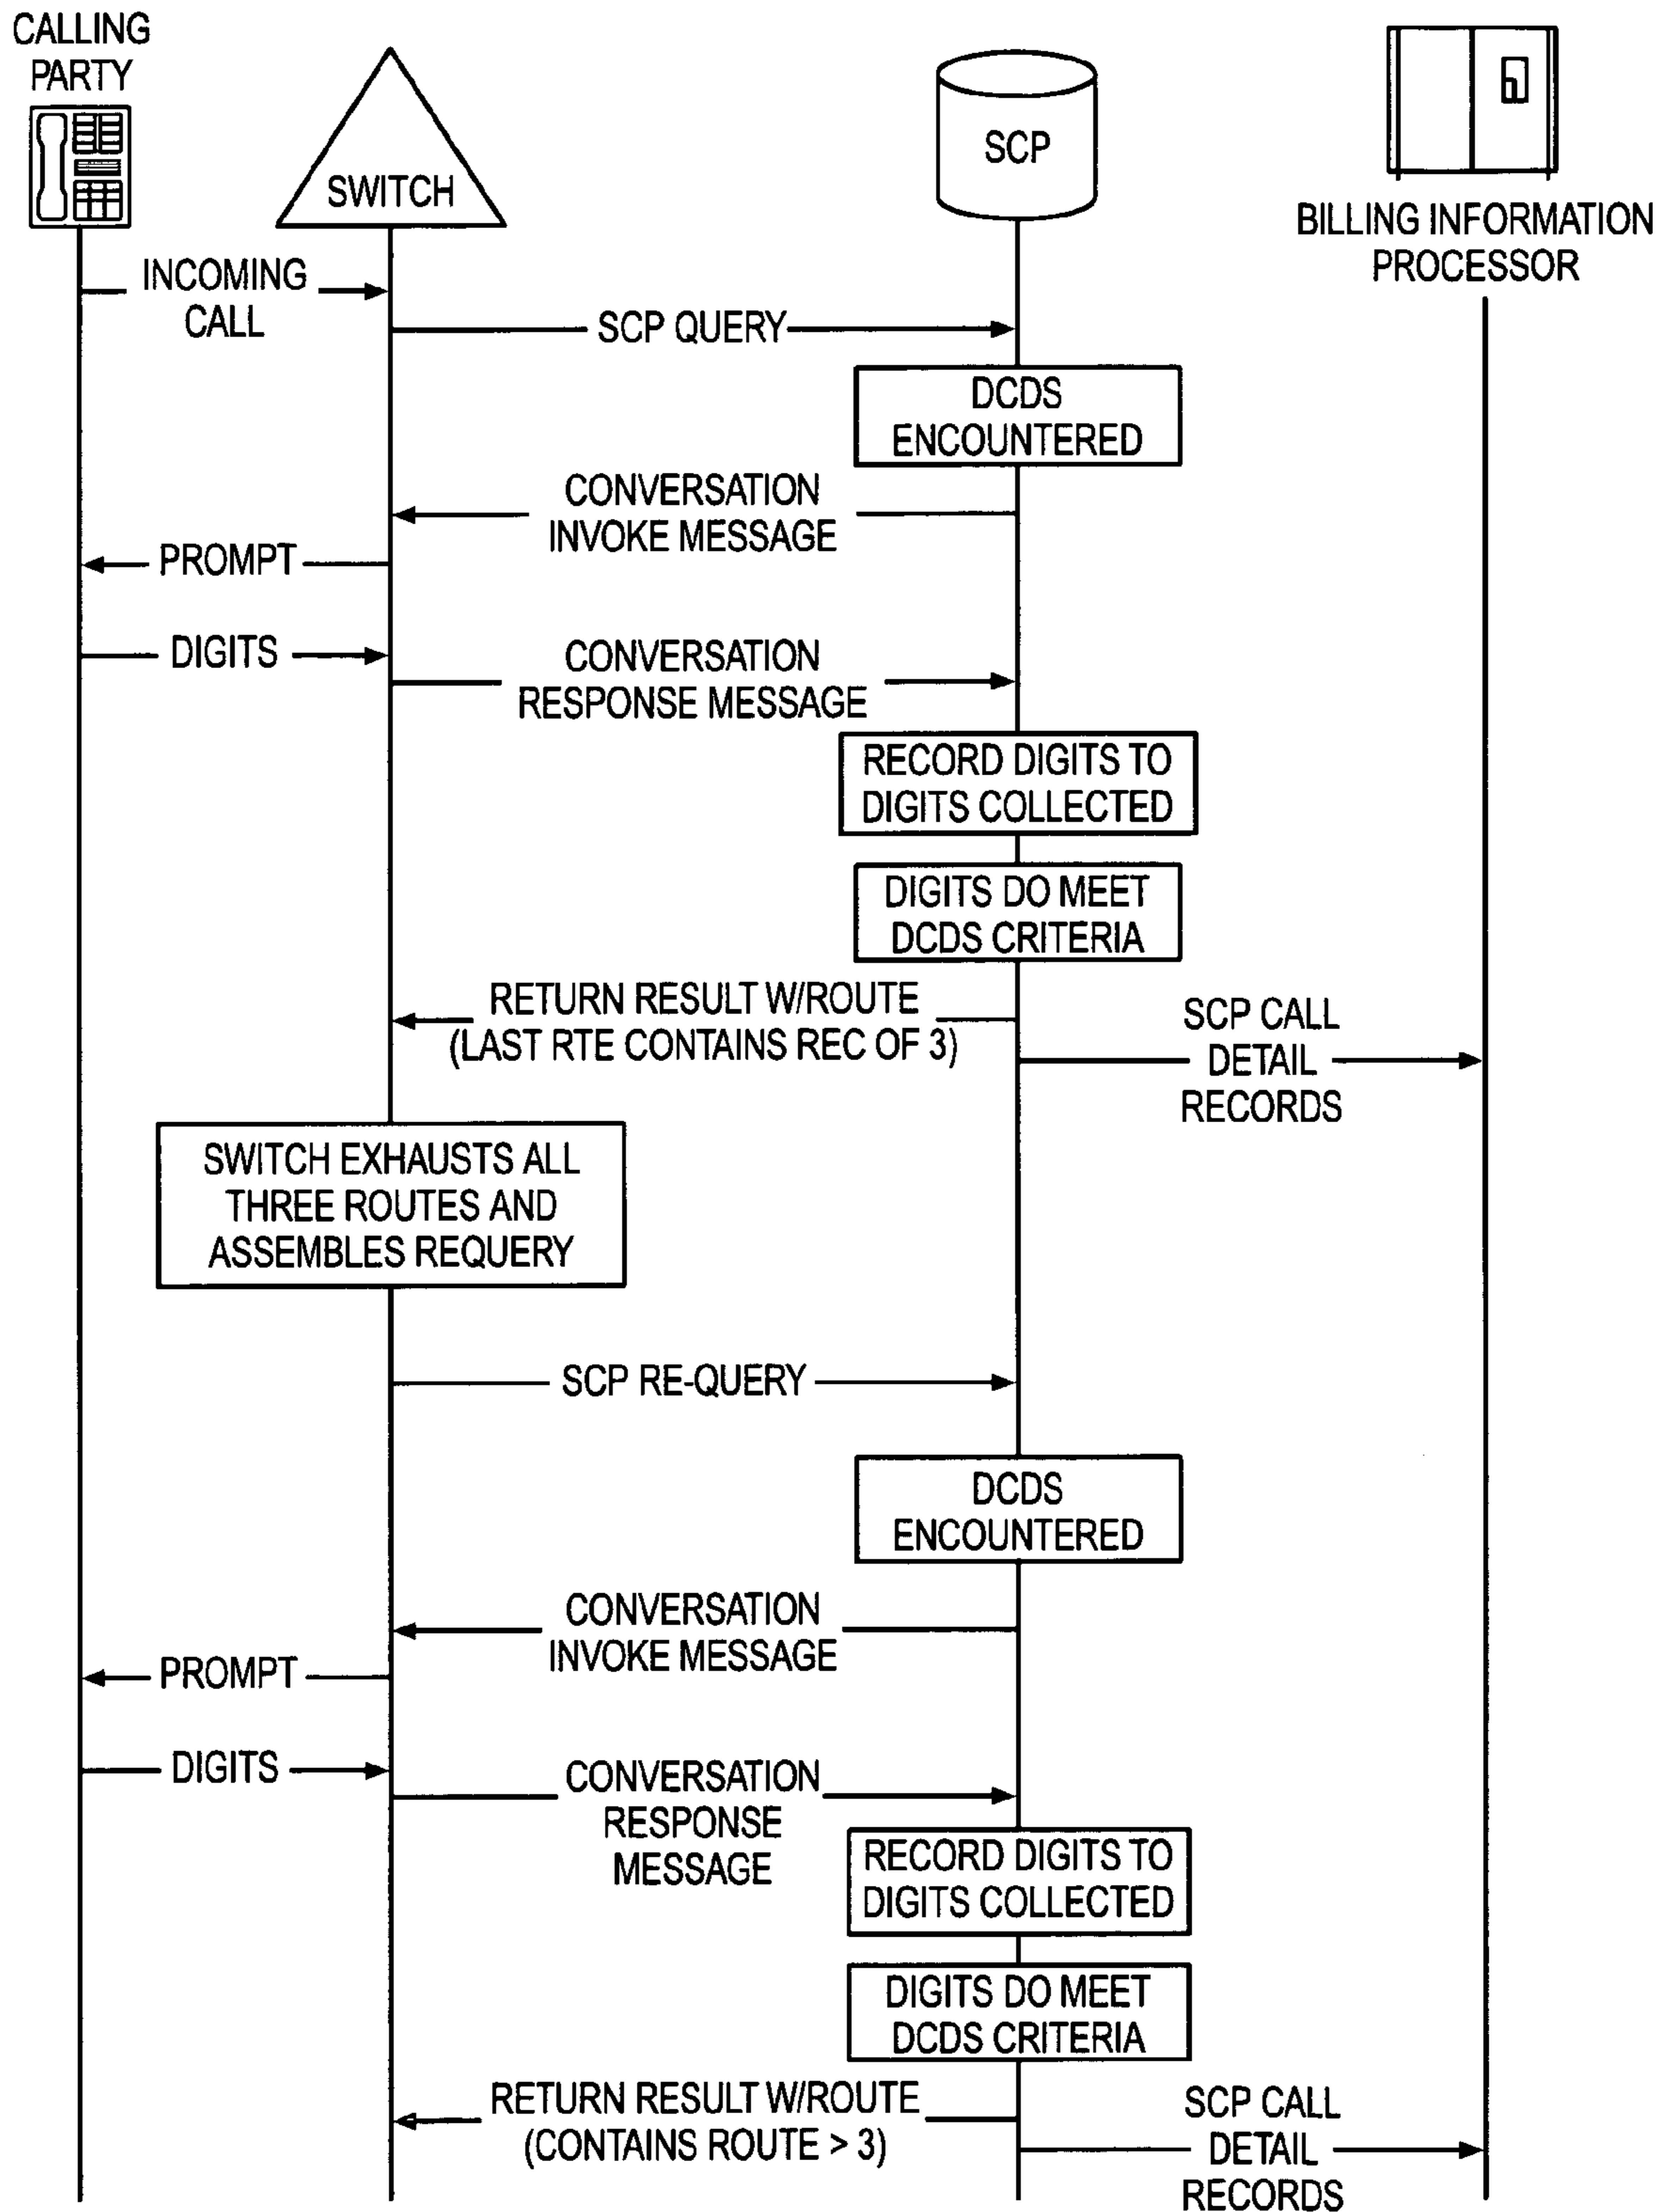 CALLING
PARTY
SWITCH
SCP
BILLING INFORMATION
PROCESSOR
INCOMING
CALL
SCP QUERY
DCDS
ENCOUNTERED
CONVERSATION
INVOKE MESSAGE
PROMPT
DIGITS
CONVERSATION
RESPONSE MESSAGE
RECORD DIGITS TO
DIGITS COLLECTED
DIGITS DO MEET
DCDS CRITERIA
RETURN RESULT W/ROUTE
(LAST RTE CONTAINS REC OF 3)
SCP CALL
DETAIL
RECORDS
SWITCH EXHAUSTS ALL
THREE ROUTES AND
ASSEMBLES REQUERY
SCP RE-QUERY
DCDS
ENCOUNTERED
CONVERSATION
INVOKE MESSAGE
PROMPT
DIGITS
CONVERSATION
RESPONSE
MESSAGE
RECORD DIGITS TO
DIGITS COLLECTED
DIGITS DO MEET
DCDS CRITERIA
RETURN RESULT W/ROUTE
(CONTAINS ROUTE > 3)
SCP CALL
DETAIL
RECORDS